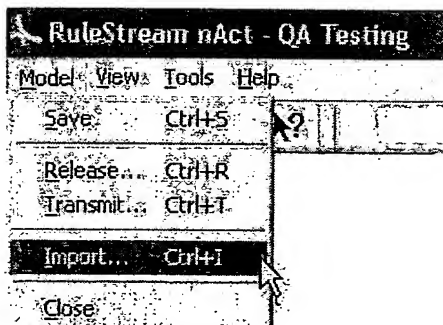 RuleStream nAct - QA Testing
Model View Tools Help
Save Ctrl+S
?
Release... Ctrl+R
Transmit... Ctrl+T
Import... Ctrl+I
Close